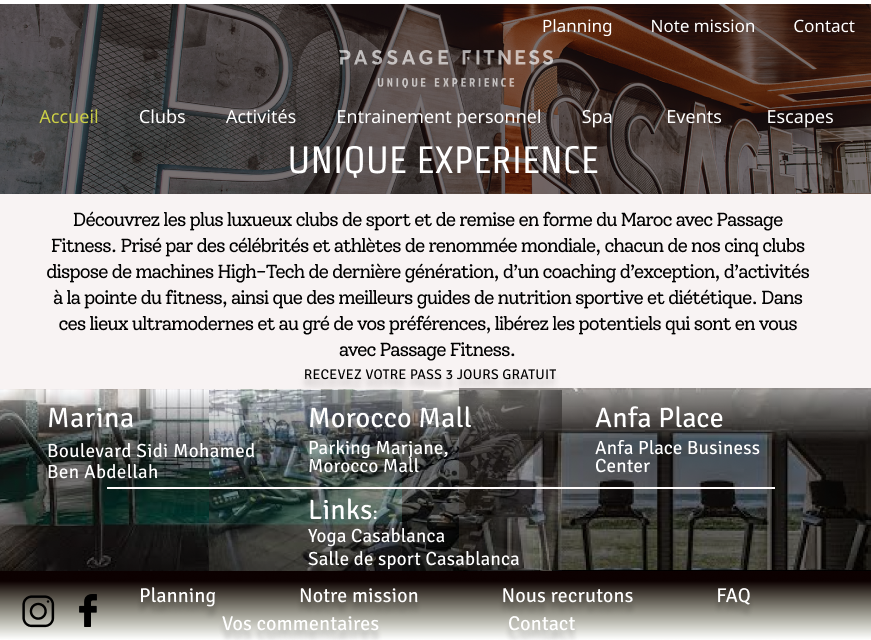 Planning Note mission Contact
PASSAGE FITNESS
UNIQUE EXPERIENCE
Accueil Clubs Activités Entrainement personnel Spa Events Escapes
UNIQUE EXPERIENCE
Découvrez les plus luxueux clubs de sport et de remise en forme du Maroc avec Passage
Fitness. Prisé par des célébrités et athlètes de renommée mondiale, chacun de nos cinq clubs
dispose de machines High-Tech de dernière génération, d'un coaching d'exception, d'activités
à la pointe du fitness, ainsi que des meilleurs guides de nutrition sportive et diététique. Dans
ces lieux ultramodernes et au gré de vos préférences, libérez les potentiels qui sont en vous
avec Passage Fitness.
RECEVEZ VOTRE PASS 3 JOURS GRATUIT
Marina Morocco Mall Anfa Place
Boulevard Sidi Mohamed Parking Marjane, Anfa Place Business
Ben Abdellah Morocco Mall Center
Links:
Yoga Casablanca
Salle de sport Casablanca
Planning Notre mission Nous recrutons FAQ
Vos commentaires Contact